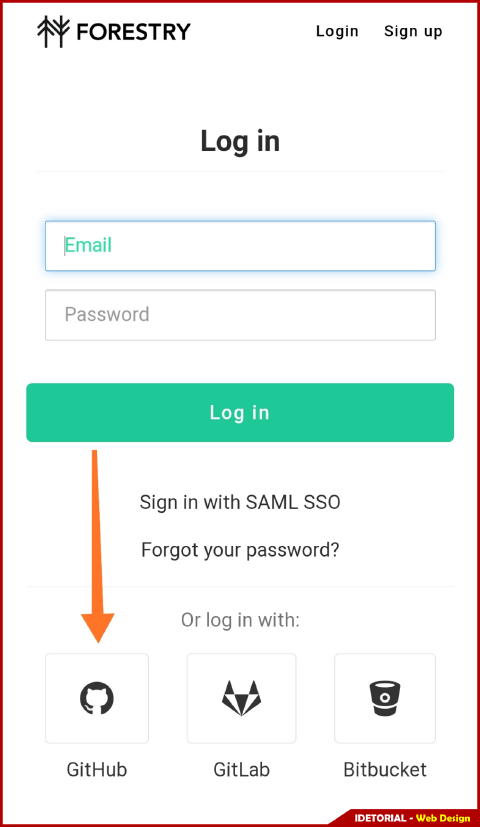 FORESTRY Login Sign up
Log in
Email
Password
Log in
Sign in with SAML SSO
Forgot your password?
Or log in with:
GitHub GitLab Bitbucket
IDETORIAL - Web Design